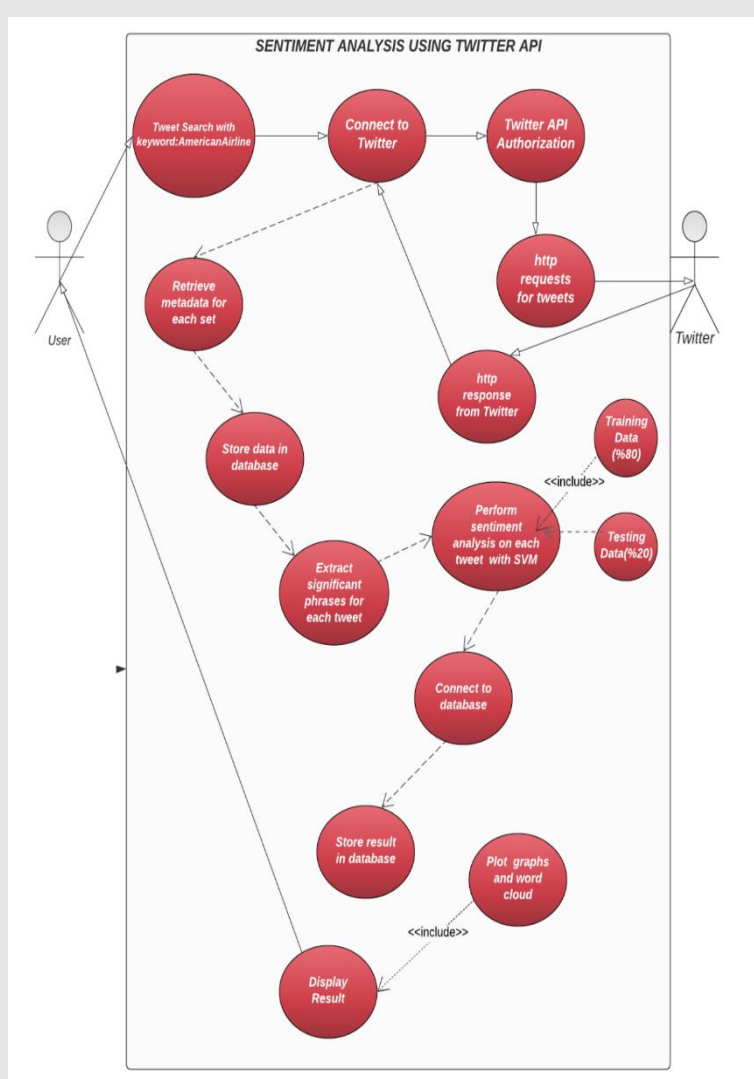 SENTIMENT ANALYSIS USING TWITTER API
Tweet Search with
keyword:AmericanAirline
Connect to
Twitter
Twitter API
Authorization
http
requests
for tweets
Retrieve
metadata for
each set
User
Twitter
http
response
from Twitter
Training
Data
(%80)
Store data in
database
<<include>>
Perform
sentiment
analysis on each
tweet with SVM
Testing
Data(%20)
Extract
significant
phrases for
each tweet
Connect to
database
Store result
in database
Plot graphs
and word
cloud
<<include>>
Display
Result